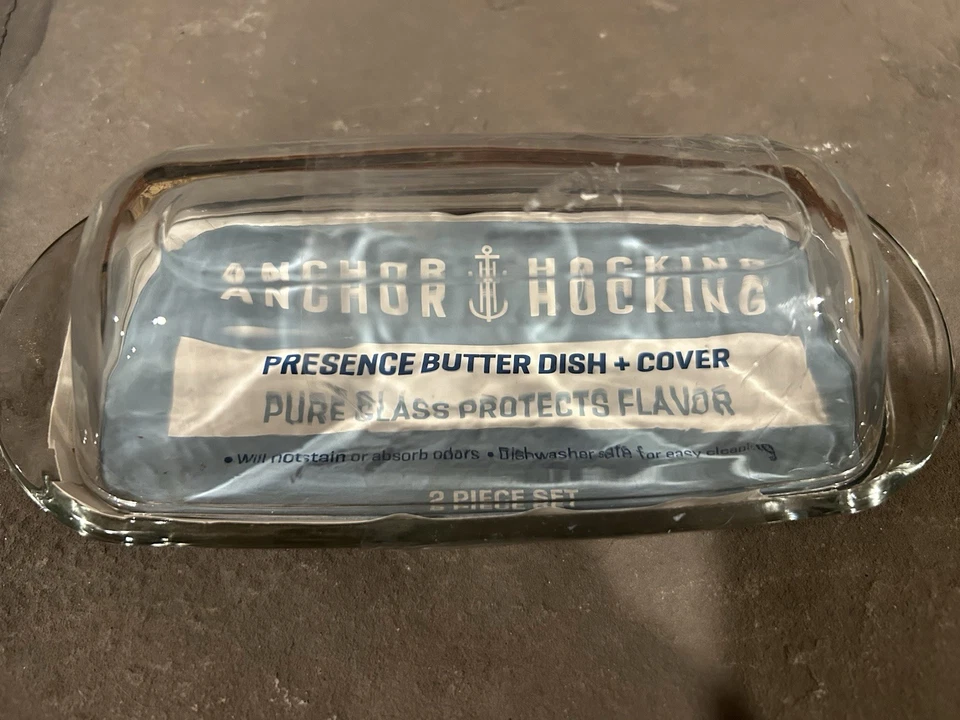 ANCHOR HOCKING
PRESENCE BUTTER DISH + COVER
PURE GLASS PROTECTS FLAVOR
• Will not stain or absorb odors • Dishwasher safe for easy cleaning
2 PIECE SET